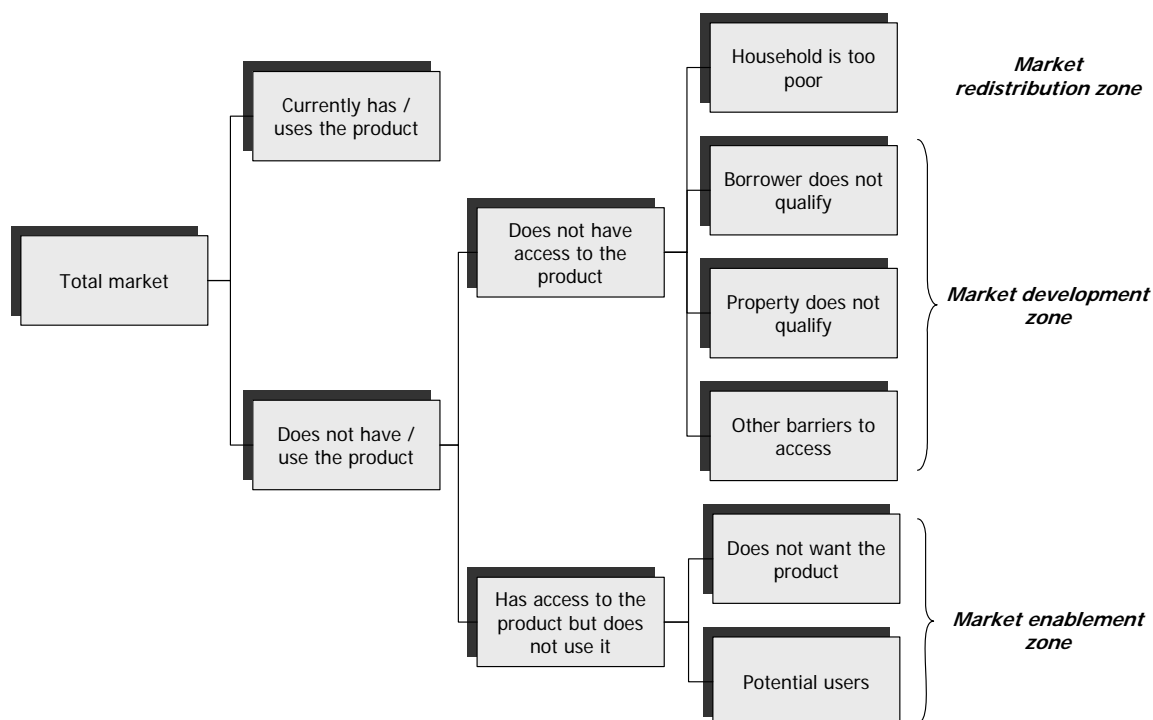 Household is too
poor
Market
redistribution zone
Currently has /
uses the product
Borrower does not
qualify
Does not have
access to the
product
Total market
Property does not
qualify
Market development
zone
Does not have /
use the product
Other barriers to
access
Does not want the
product
Has access to the
product but does
not use it
Market enablement
zone
Potential users